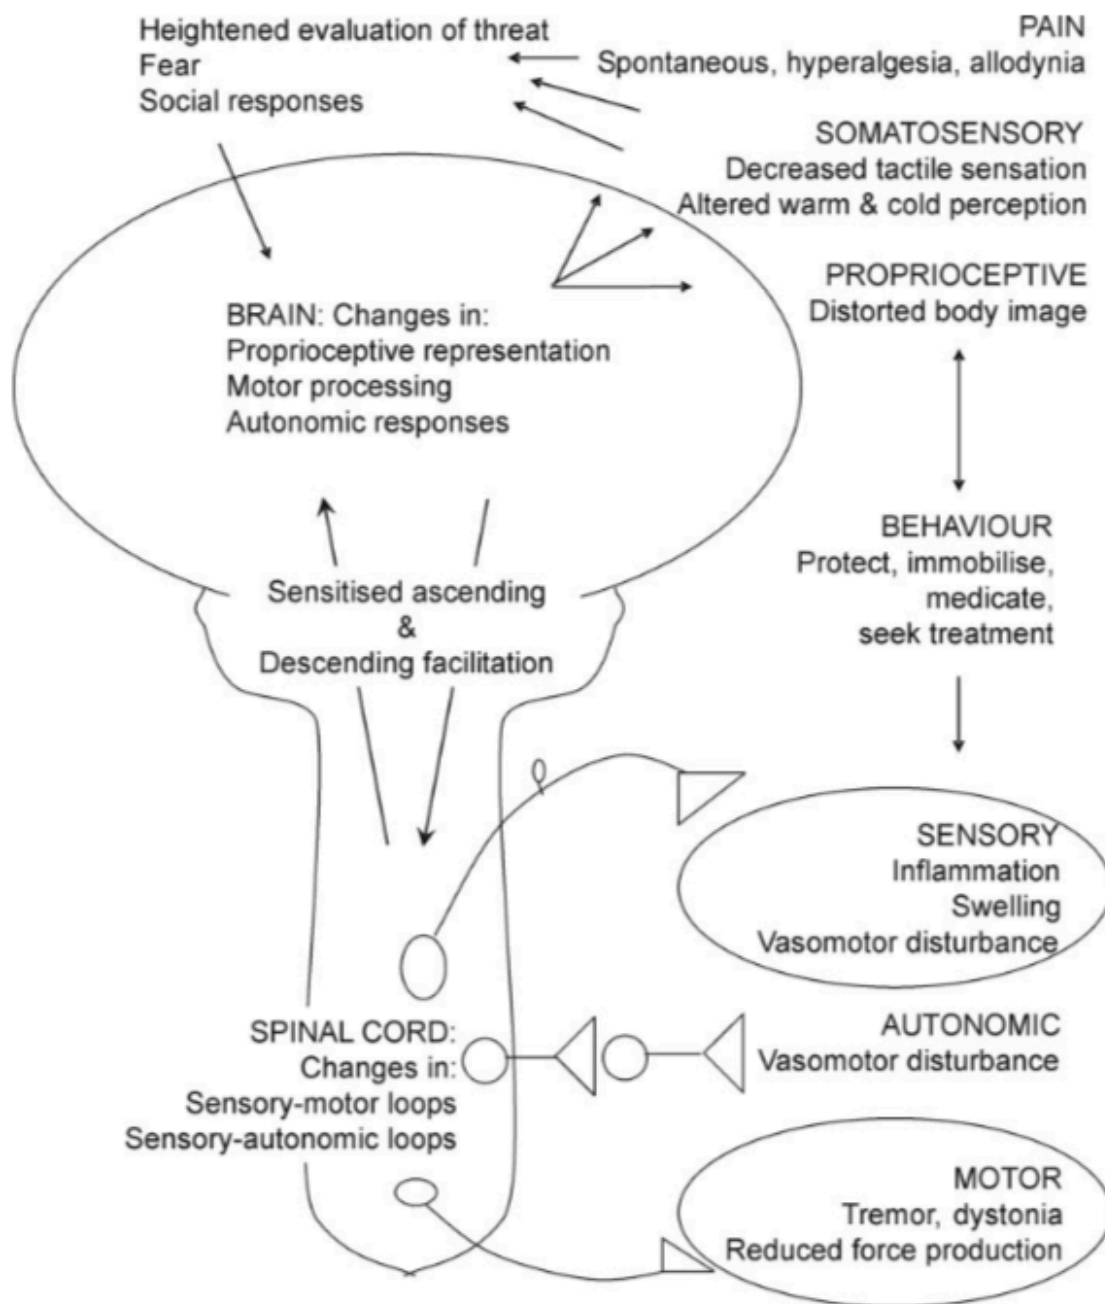 Heightened evaluation of threat
Fear
Social responses
PAIN
Spontaneous, hyperalgesia, allodynia
SOMATOSENSORY
Decreased tactile sensation
Altered warm & cold perception
PROPRIOCEPTIVE
Distorted body image
BRAIN: Changes in:
Proprioceptive representation
Motor processing
Autonomic responses
BEHAVIOUR
Protect, immobilise,
medicate,
seek treatment
Sensitised ascending
&
Descending facilitation
SENSORY
Inflammation
Swelling
Vasomotor disturbance
SPINAL CORD:
Changes in:
Sensory-motor loops
Sensory-autonomic loops
AUTONOMIC
Vasomotor disturbance
MOTOR
Tremor, dystonia
Reduced force production